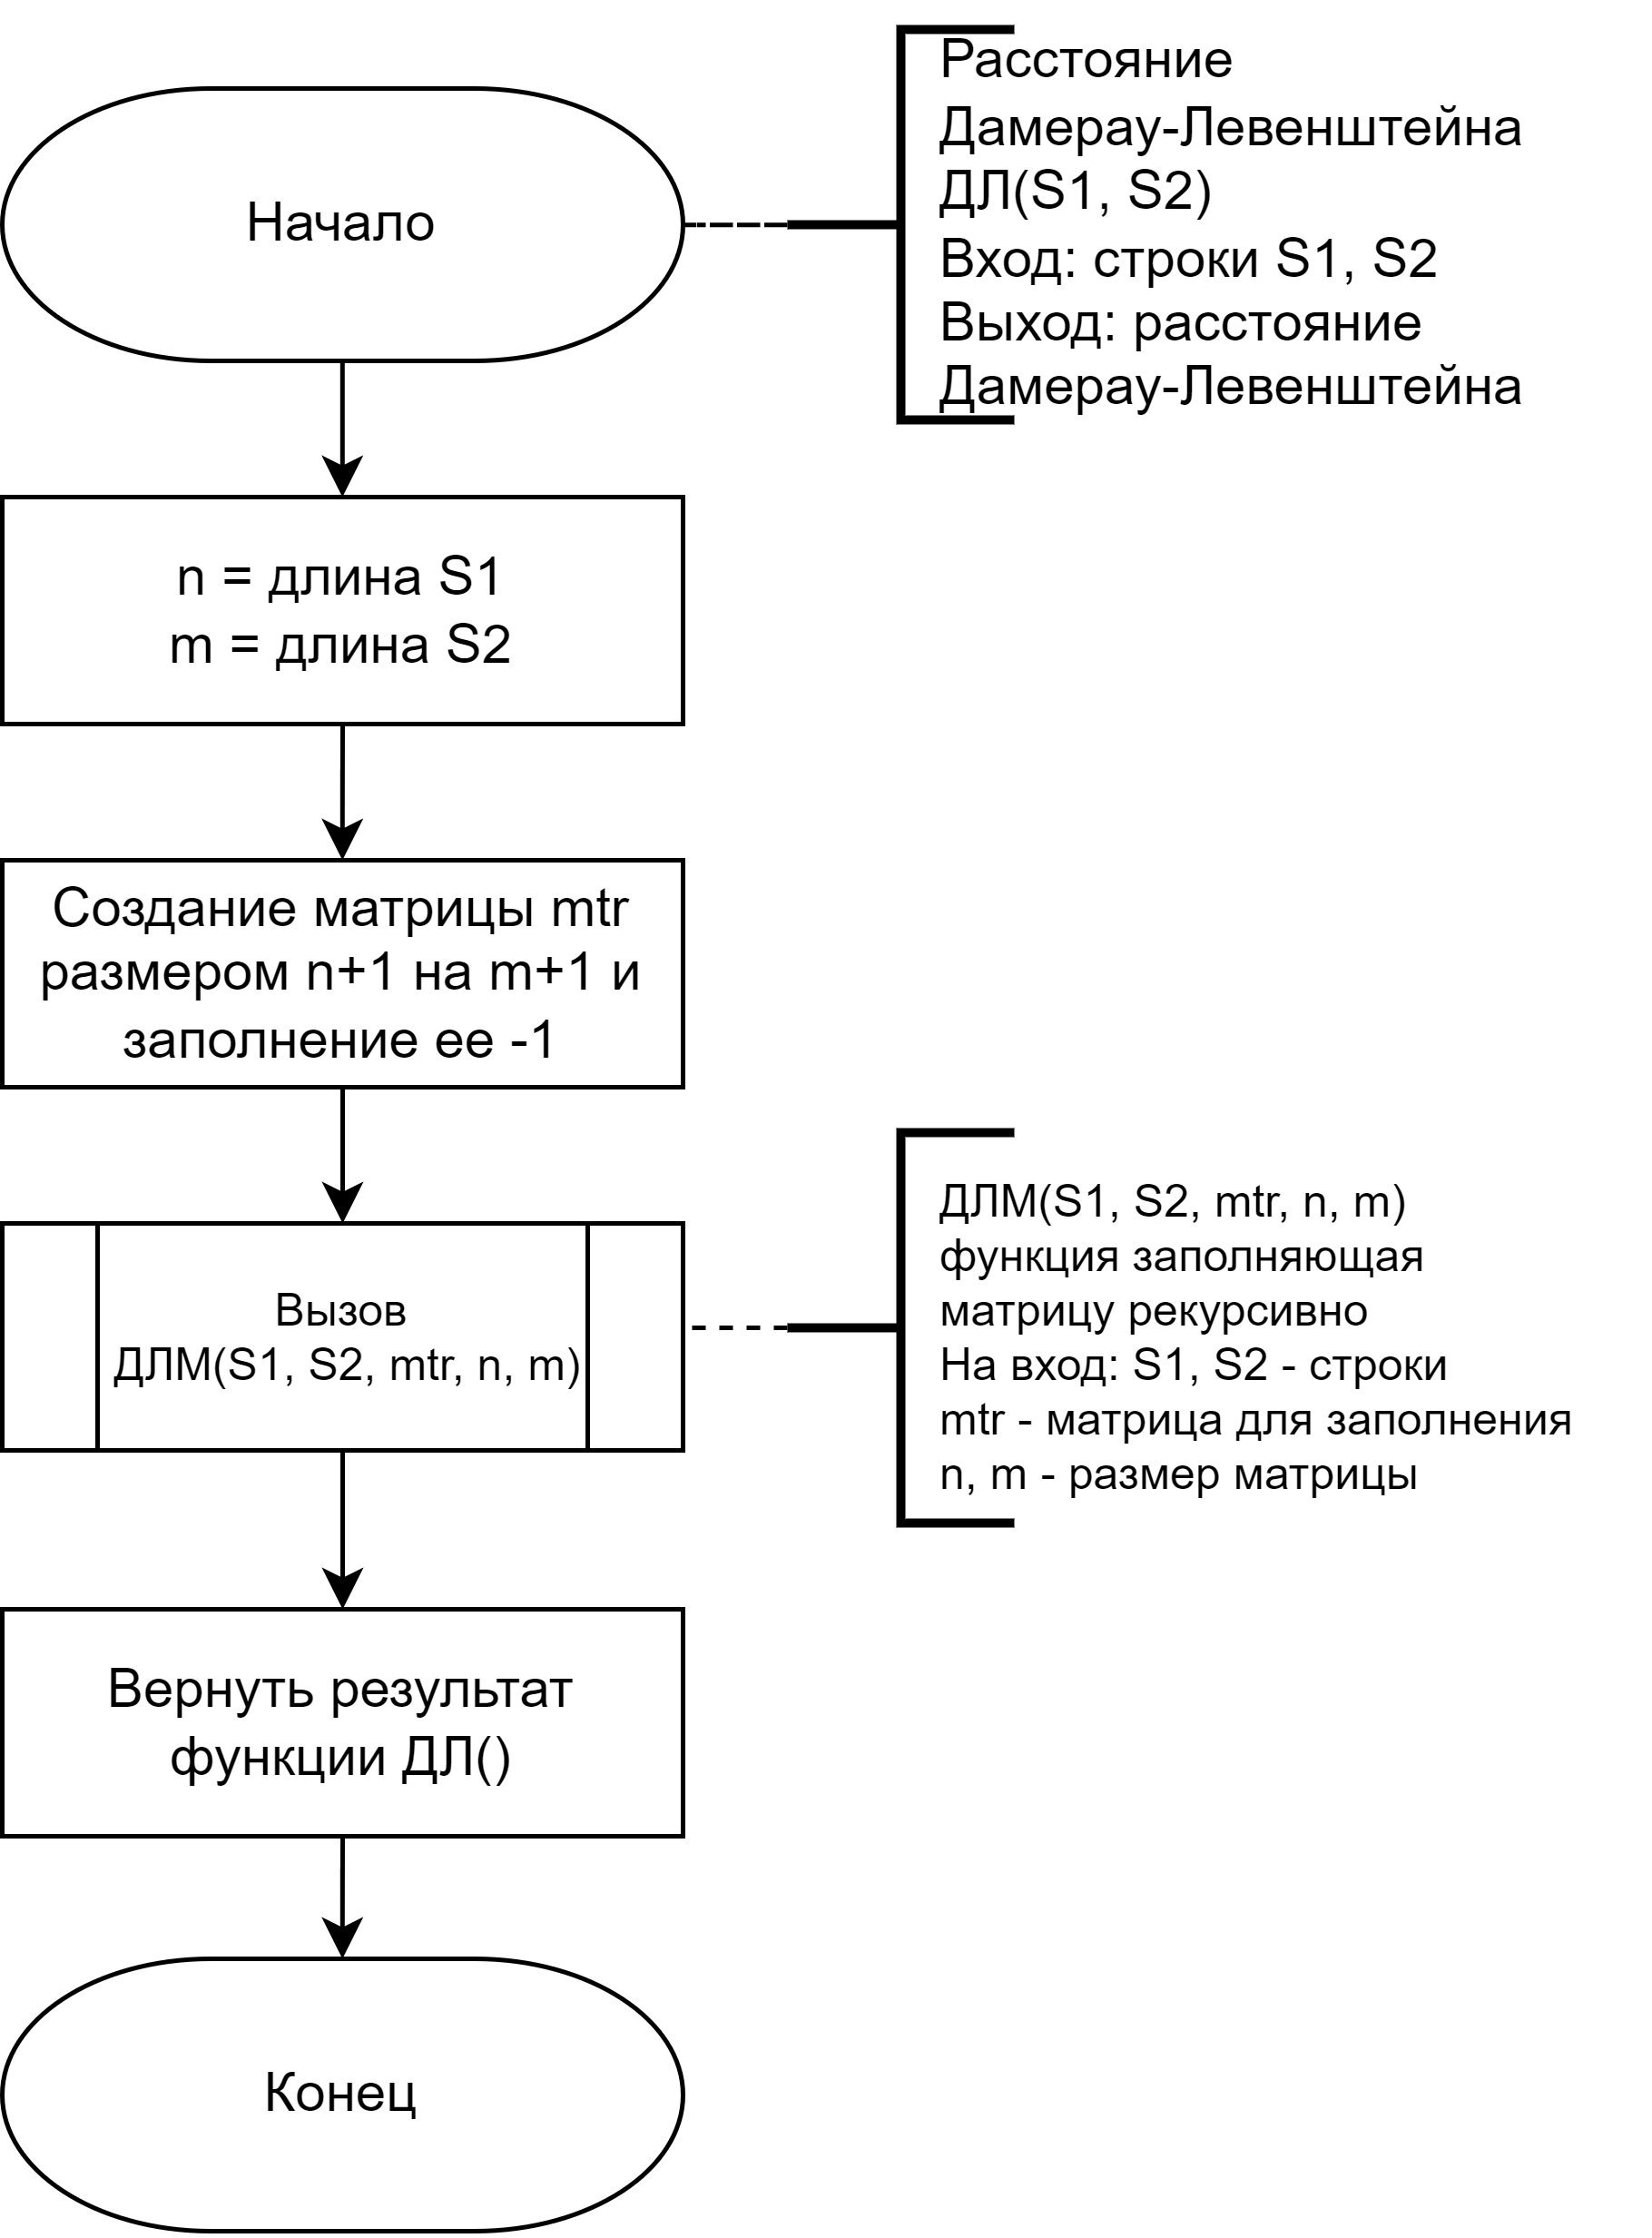 Начало
Расстояние
Дамерау-Левенштейна
ДЛ(S1, S2)
Вход: строки S1, S2
Выход: расстояние
Дамерау-Левенштейна
n = длина S1
m = длина S2
Создание матрицы mtr
размером n+1 на m+1 и
заполнение ее -1
Вызов
ДЛМ(S1, S2, mtr, n, m)
ДЛМ(S1, S2, mtr, n, m)
функция заполняющая
матрицу рекурсивно
На вход: S1, S2 - строки
mtr - матрица для заполнения
n, m - размер матрицы
Вернуть результат
функции ДЛ()
Конец